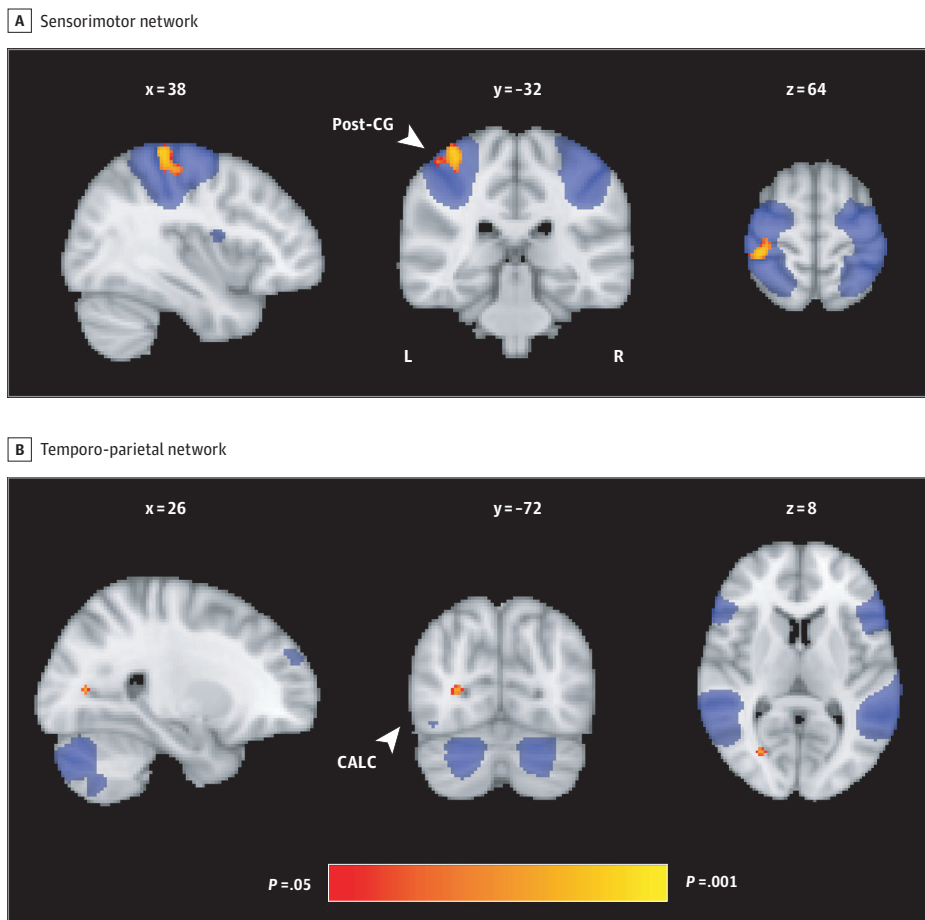 A Sensorimotor network
x = 38
y = –32
z = 64
Post-CG
L
R
B Temporo-parietal network
x = 26
y = –72
z = 8
CALC
P = .05
P = .001